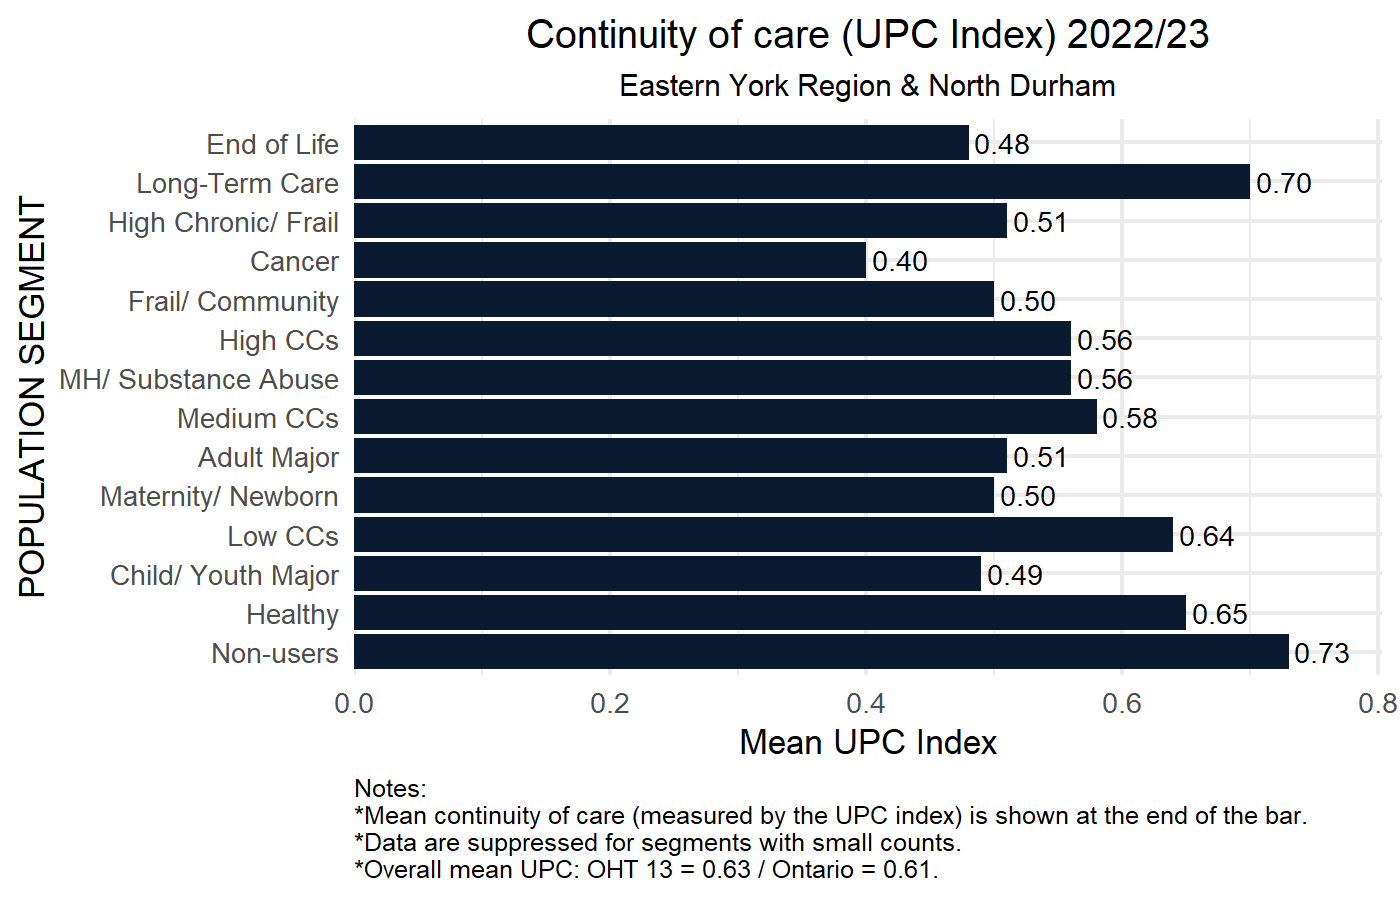 Continuity of care (UPC Index) 2022/23
Eastern York Region & North Durham
POPULATION SEGMENT
End of Life 0.48
Long-Term Care 0.70
High Chronic/ Frail 0.51
Cancer 0.40
Frail/ Community 0.50
High CCs 0.56
MH/ Substance Abuse 0.56
Medium CCs 0.58
Adult Major 0.51
Maternity/ Newborn 0.50
Low CCs 0.64
Child/ Youth Major 0.49
Healthy 0.65
Non-users 0.73
0.0 0.2 0.4 0.6 0.8
Mean UPC Index
Notes:
*Mean continuity of care (measured by the UPC index) is shown at the end of the bar.
*Data are suppressed for segments with small counts.
*Overall mean UPC: OHT 13 = 0.63 / Ontario = 0.61.